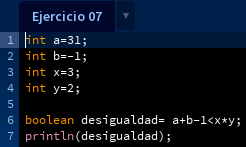 Ejercicio 07
1 int a=31;
2 int b=-1;
3 int x=3;
4 int y=2;
5
6 boolean desigualdad= a+b-1<x*y;
7 println(desigualdad);